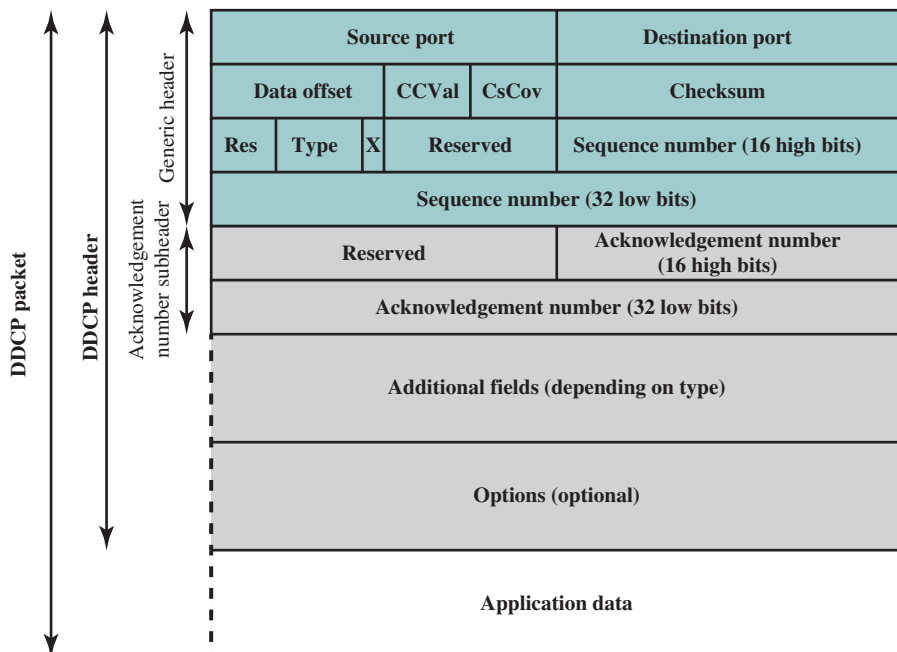 Source port
Destination port
Data offset
CCVal
CsCov
Checksum
Res
Type
X
Reserved
Sequence number (16 high bits)
Sequence number (32 low bits)
Reserved
Acknowledgement number
(16 high bits)
Acknowledgement number (32 low bits)
Additional fields (depending on type)
Options (optional)
Application data
Generic header
Acknowledgement
number subheader
DDCP header
DDCP packet